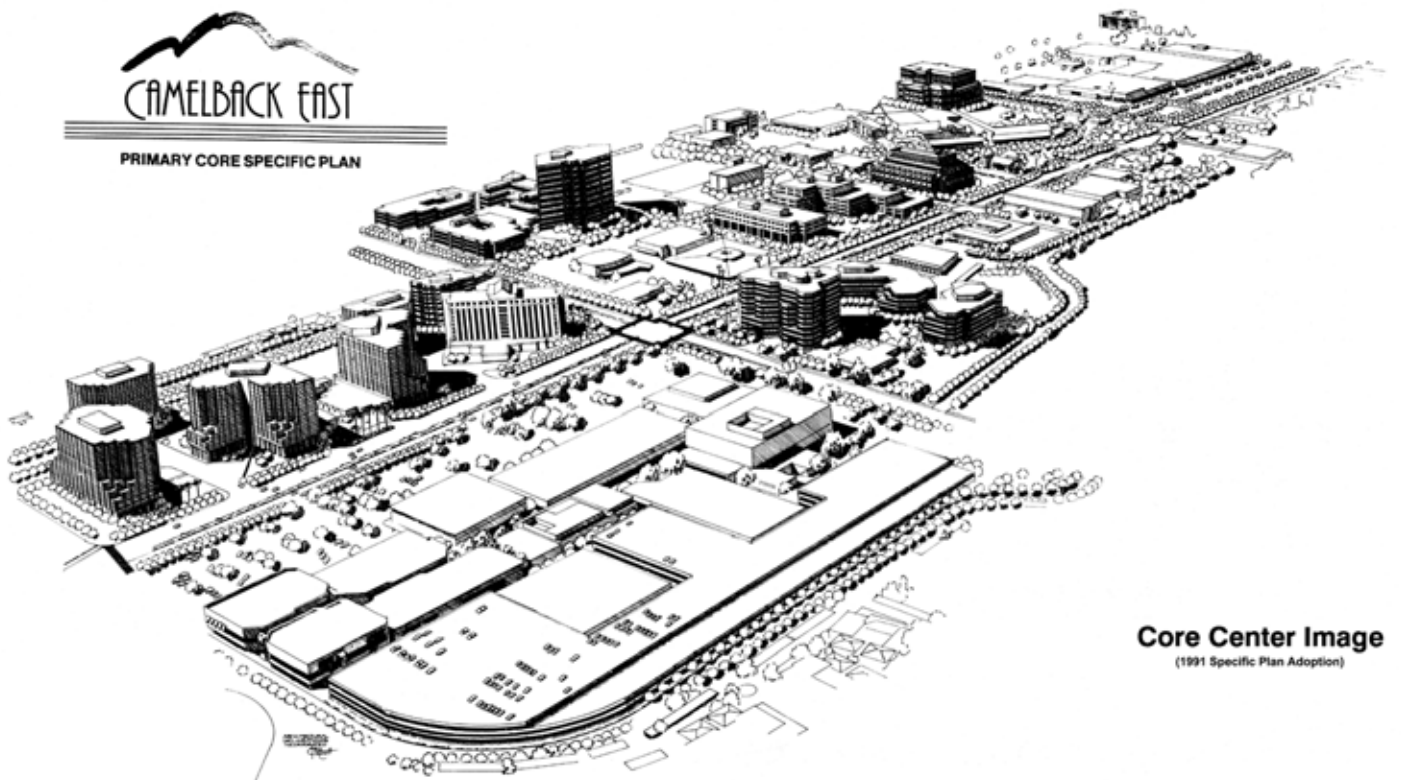 CAMELBACK EAST
PRIMARY CORE SPECIFIC PLAN
Core Center Image
(1991 Specific Plan Adoption)